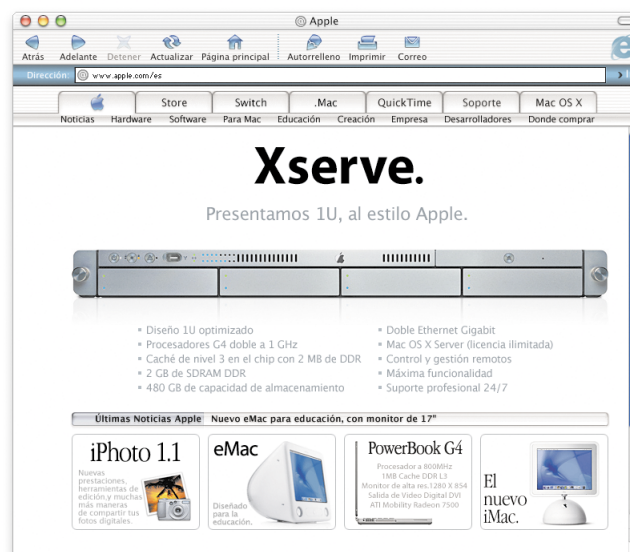 Apple
Atrás Adelante Detener Actualizar Página principal Autorrelleno Imprimir Correo
Dirección: www.apple.com/es
Store Switch .Mac QuickTime Soporte Mac OS X
Noticias Hardware Software Para Mac Educación Creación Empresa Desarrolladores Donde comprar
Xserve.
Presentamos 1U, al estilo Apple.
Diseño 1U optimizado
Procesadores G4 doble a 1 GHz
Caché de nivel 3 en el chip con 2 MB de DDR
2 GB de SDRAM DDR
480 GB de capacidad de almacenamiento
Doble Ethernet Gigabit
Mac OS X Server (licencia ilimitada)
Control y gestión remotos
Máxima funcionalidad
Suporte profesional 24/7
Últimas Noticias Apple Nuevo eMac para educación, con monitor de 17"
iPhoto 1.1
Nuevas
prestaciones,
herramientas de
edición,y muchas
más maneras
de compartir tus
fotos digitales.
eMac
Diseñado
para la
educación.
PowerBook G4
Procesador a 800MHz
1MB Cache DDR L3
Monitor de alta res.1280 X 854
Salida de Video Digital DVI
ATI Mobility Radeon 7500
El
nuevo
iMac.